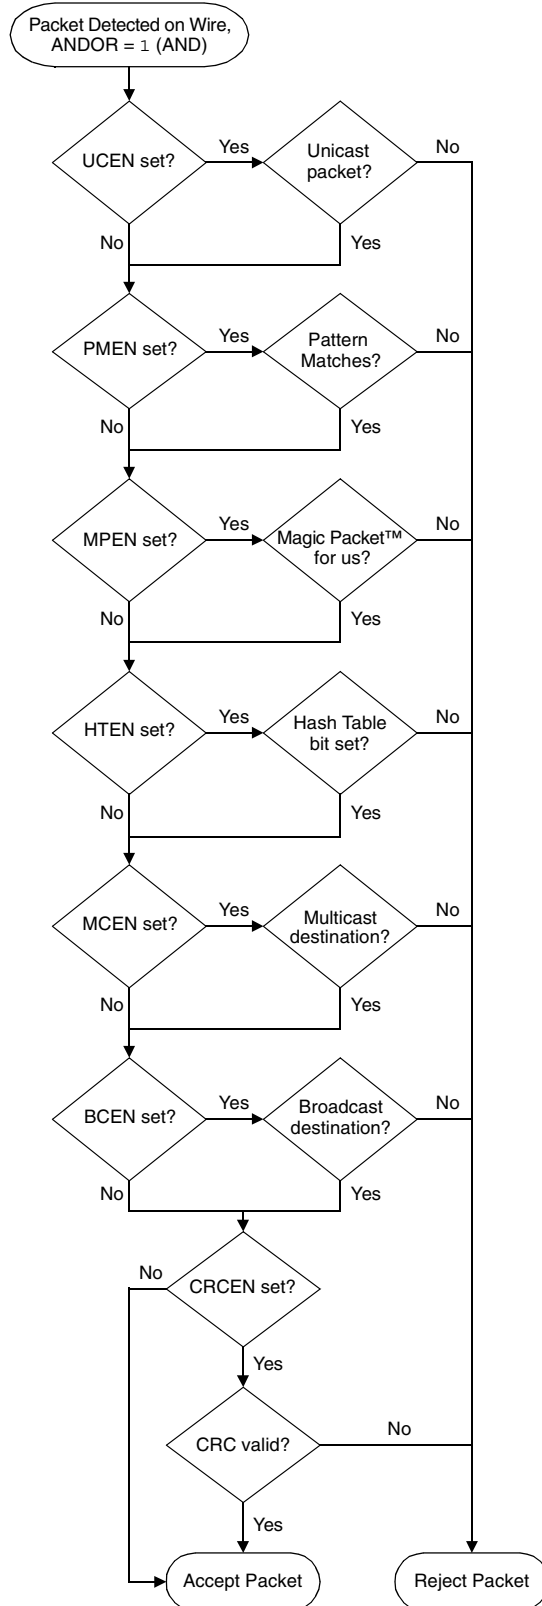 Packet Detected on Wire,
ANDOR = 1 (AND)
UCEN set?
Yes
Unicast
packet?
No
No
Yes
PMEN set?
Yes
Pattern
Matches?
No
No
Yes
MPEN set?
Yes
Magic Packet™
for us?
No
No
Yes
HTEN set?
Yes
Hash Table
bit set?
No
No
Yes
MCEN set?
Yes
Multicast
destination?
No
No
Yes
BCEN set?
Yes
Broadcast
destination?
No
No
Yes
No
CRCEN set?
Yes
CRC valid?
No
Yes
Accept Packet
Reject Packet